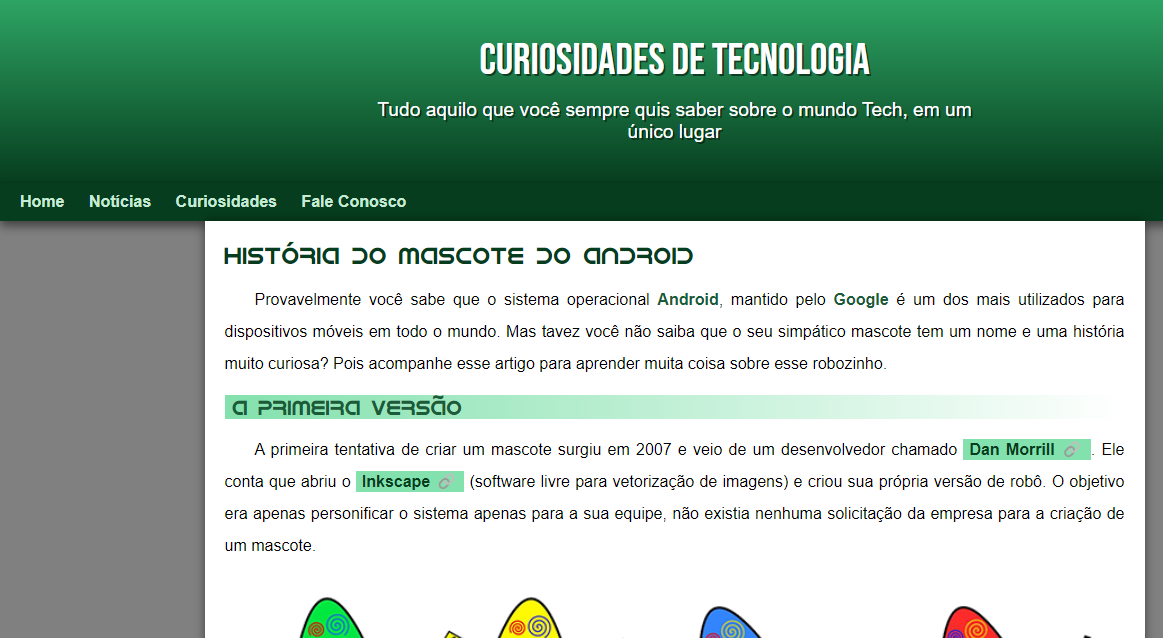 CURIOSIDADES DE TECNOLOGIA
Tudo aquilo que você sempre quis saber sobre o mundo Tech, em um
único lugar
Home Notícias Curiosidades Fale Conosco
HISTÓRIA DO MASCOTE DO ANDROID
Provavelmente você sabe que o sistema operacional Android, mantido pelo Google é um dos mais utilizados para
dispositivos móveis em todo o mundo. Mas tavez você não saiba que o seu simpático mascote tem um nome e uma história
muito curiosa? Pois acompanhe esse artigo para aprender muita coisa sobre esse robozinho.
A PRIMEIRA VERSÃO
A primeira tentativa de criar um mascote surgiu em 2007 e veio de um desenvolvedor chamado Dan Morrill . Ele
conta que abriu o Inkscape (software livre para vetorização de imagens) e criou sua própria versão de robô. O objetivo
era apenas personificar o sistema apenas para a sua equipe, não existia nenhuma solicitação da empresa para a criação de
um mascote.